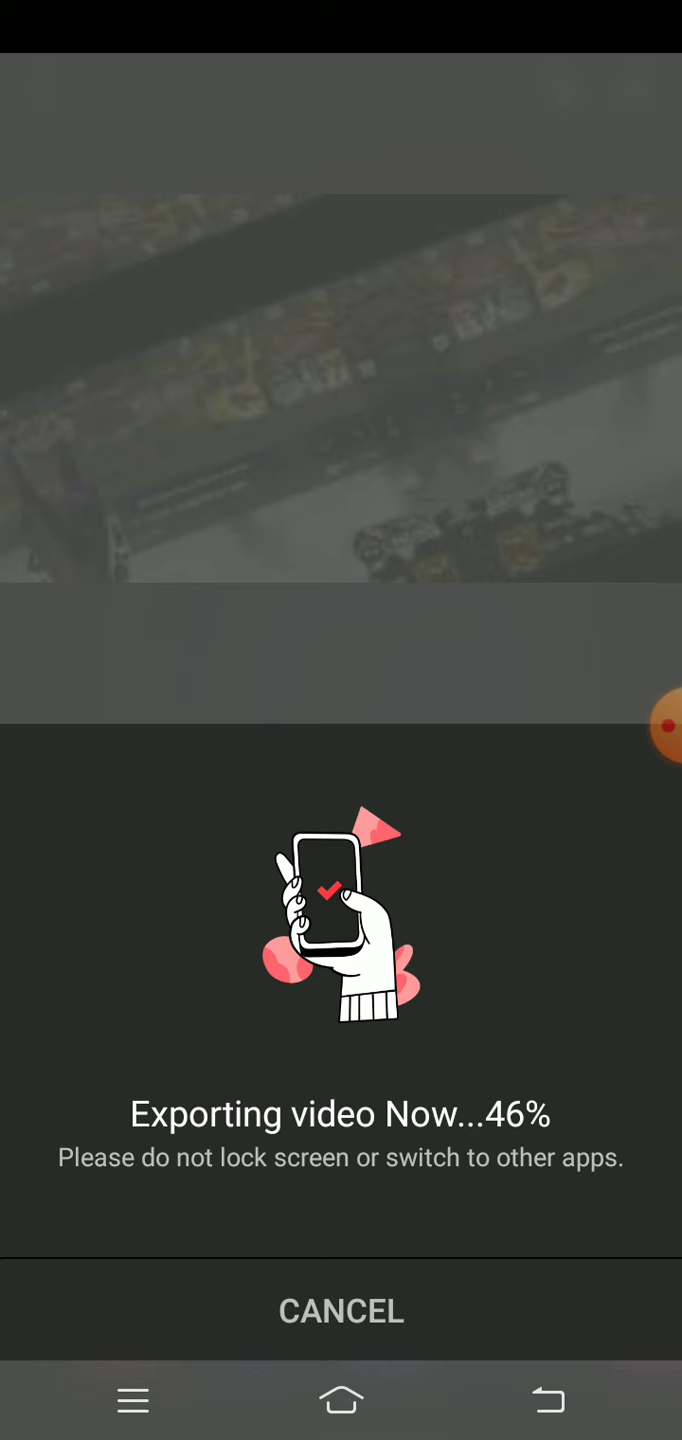 Exporting video Now...46%
Please do not lock screen or switch to other apps.
CANCEL